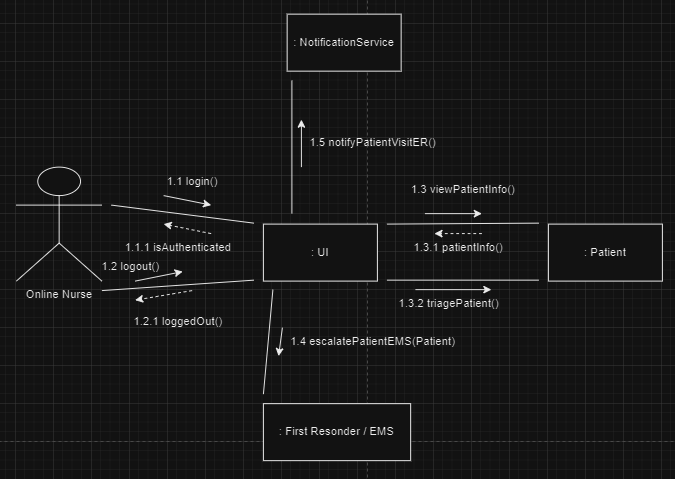 : NotificationService
1.5 notifyPatientVisitER()
1.1 login()
1.3 viewPatientInfo()
1.1.1 isAuthenticated
: UI
1.3.1 patientInfo()
: Patient
1.2 logout()
Online Nurse
1.3.2 triagePatient()
1.2.1 loggedOut()
1.4 escalatePatientEMS(Patient)
: First Resonder / EMS